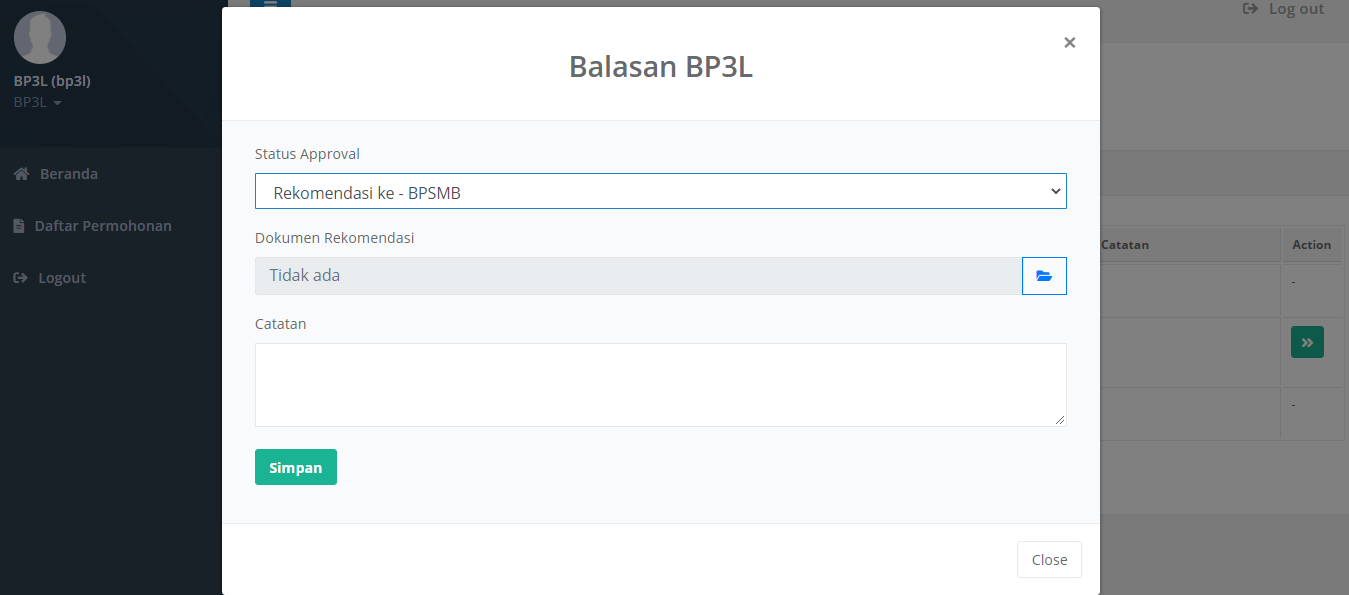 BP3L (bp3l)
BP3L
Beranda
Daftar Permohonan
Logout
Log out
×
Balasan BP3L
Status Approval
Rekomendasi ke - BPSMB
Dokumen Rekomendasi
Tidak ada
Catatan
Simpan
Close
Catatan
Action
-
-